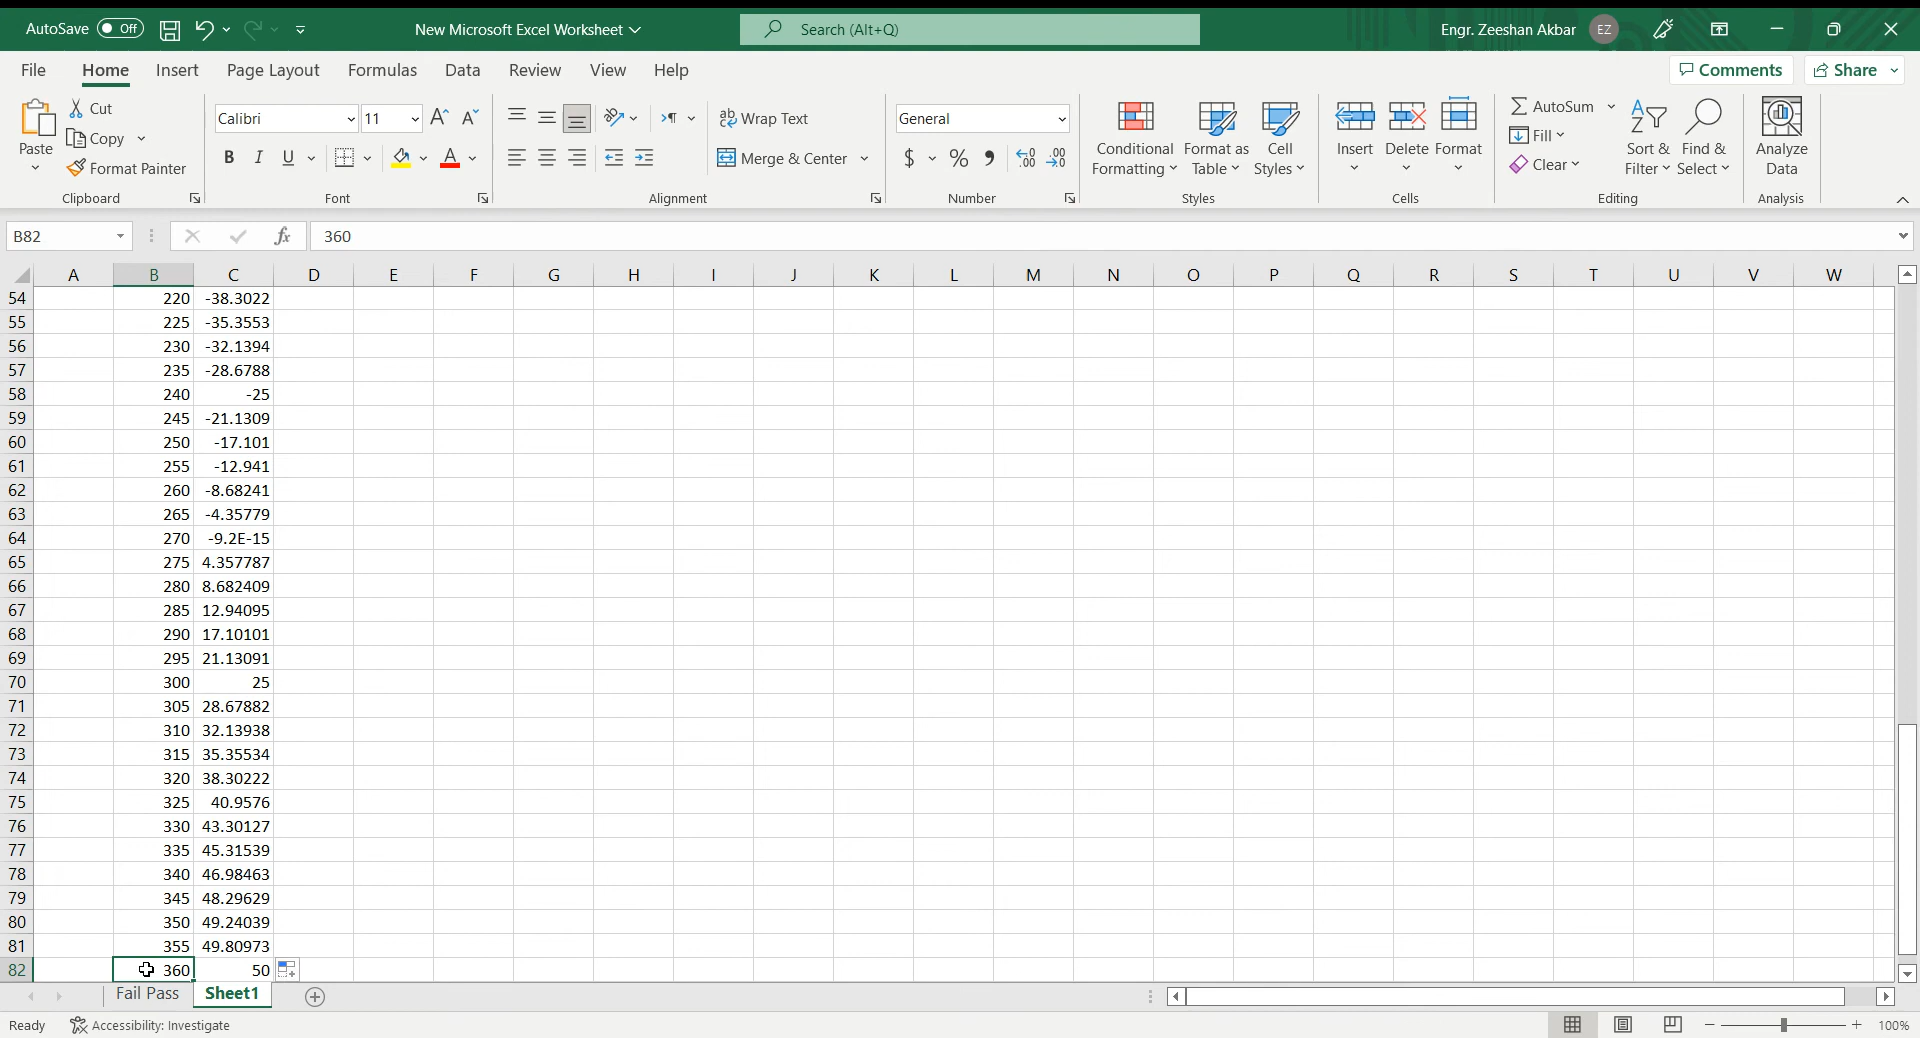 AutoSave Off New Microsoft Excel Worksheet Search (Alt+Q) Engr. Zeeshan Akbar EZ
File Home Insert Page Layout Formulas Data Review View Help Comments Share
Paste Cut Copy Format Painter Clipboard
Calibri 11 B I U A Font
Wrap Text Merge & Center Alignment
General $ % Number
Conditional Formatting Format as Table Cell Styles Styles
Insert Delete Format Cells
AutoSum Fill Clear Sort & Filter Find & Select Editing
Analyze Data Analysis
B82 fx 360
A B C D E F G H I J K L M N O P Q R S T U V W
54 220 -38.3022
55 225 -35.3553
56 230 -32.1394
57 235 -28.6788
58 240 -25
59 245 -21.1309
60 250 -17.101
61 255 -12.941
62 260 -8.68241
63 265 -4.35779
64 270 -9.2E-15
65 275 4.357787
66 280 8.682409
67 285 12.94095
68 290 17.10101
69 295 21.13091
70 300 25
71 305 28.67882
72 310 32.13938
73 315 35.35534
74 320 38.30222
75 325 40.9576
76 330 43.30127
77 335 45.31539
78 340 46.98463
79 345 48.29629
80 350 49.24039
81 355 49.80973
82 360 50
Fail Pass Sheet1
Ready Accessibility: Investigate 100%